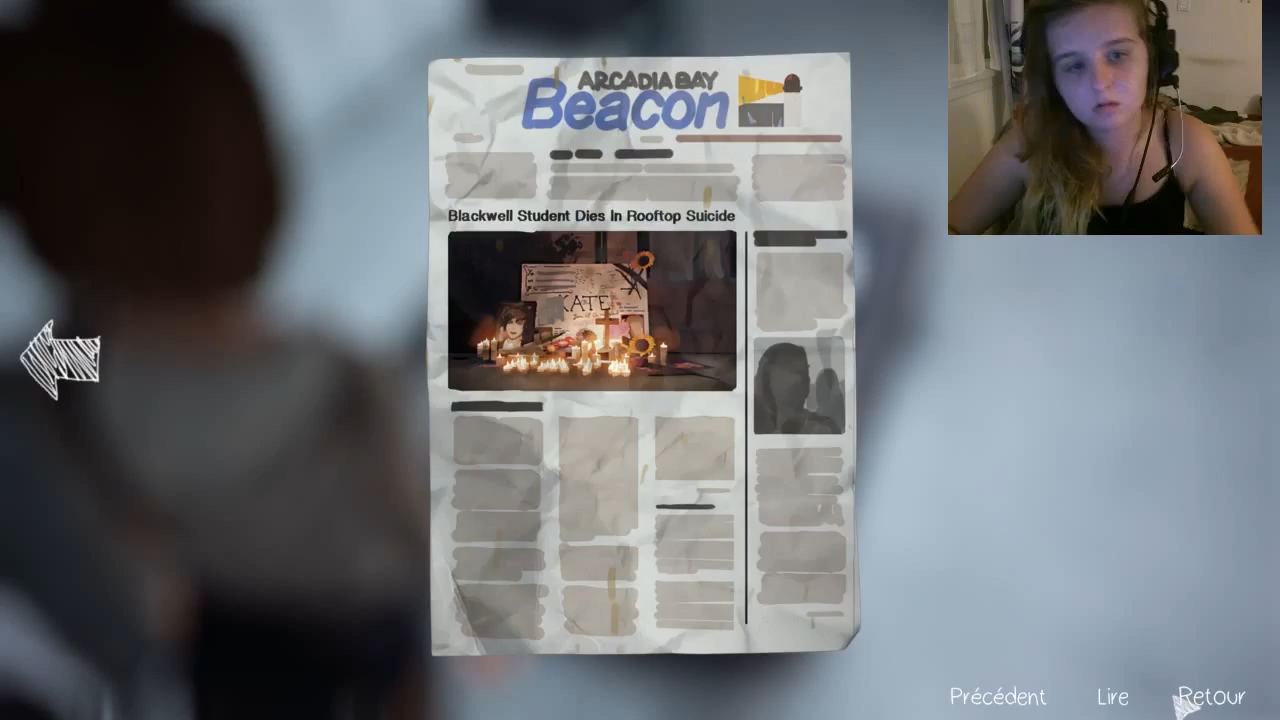 ARCADIA BAY
Beacon
Blackwell Student Dies In Rooftop Suicide
KATE
Précédent Lire Retour